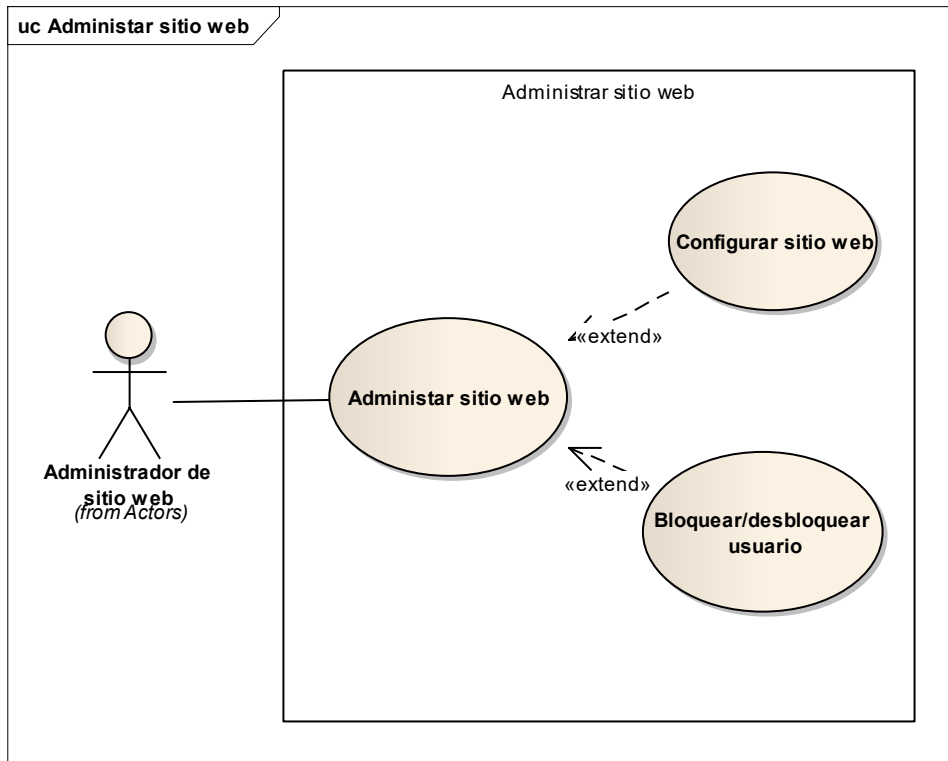 uc Administar sitio web
Administrar sitio web
Configurar sitio web
«extend»
Administar sitio web
«extend»
Bloquear/desbloquear
usuario
Administrador de
sitio web
(from Actors)